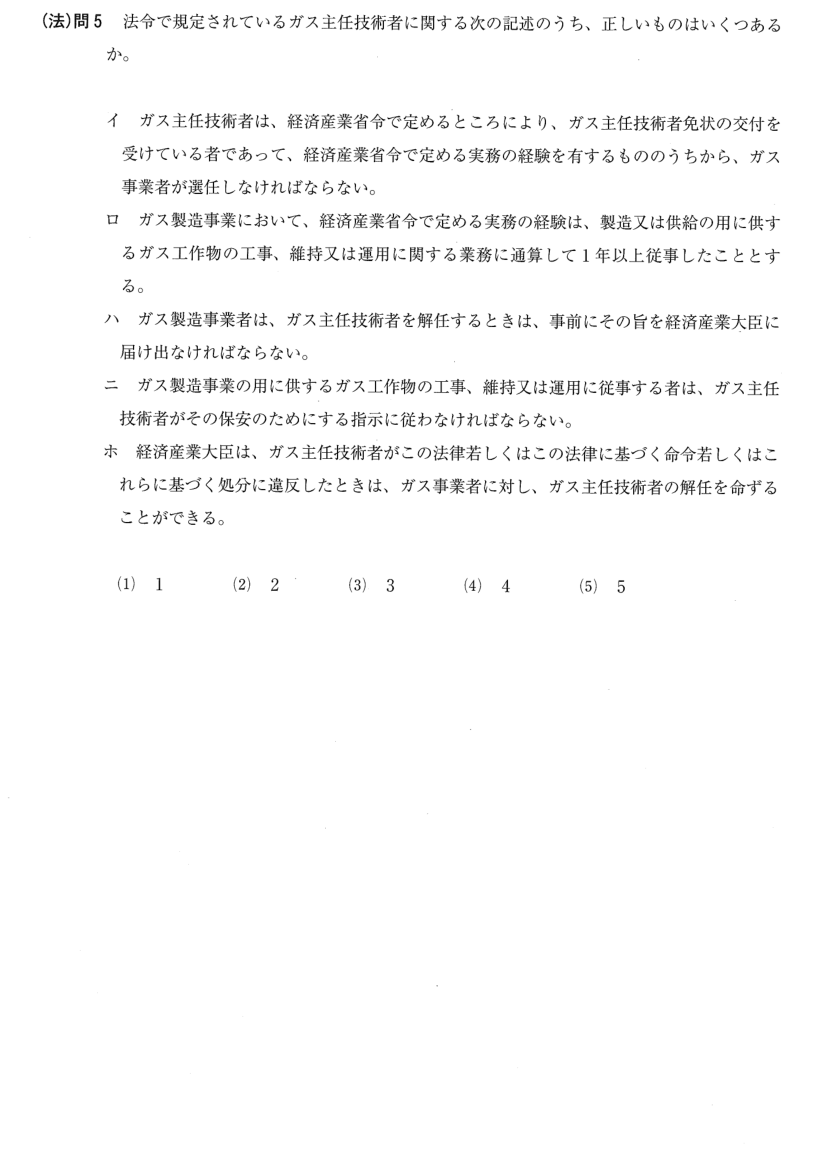 (法)問5 法令で規定されているガス主任技術者に関する次の記述のうち、正しいものはいくつある
か。
イ ガス主任技術者は、経済産業省令で定めるところにより、ガス主任技術者免状の交付を
受けている者であって、経済産業省令で定める実務の経験を有するもののうちから、ガス
事業者が選任しなければならない。
ロ ガス製造事業において、経済産業省令で定める実務の経験は、製造又は供給の用に供す
るガス工作物の工事、維持又は運用に関する業務に通算して1年以上従事したこととす
る。
ハ ガス製造事業者は、ガス主任技術者を解任するときは、事前にその旨を経済産業大臣に
届け出なければならない。
ニ ガス製造事業の用に供するガス工作物の工事、維持又は運用に従事する者は、ガス主任
技術者がその保安のためにする指示に従わなければならない。
ホ 経済産業大臣は、ガス主任技術者がこの法律若しくはこの法律に基づく命令若しくはこ
れらに基づく処分に違反したときは、ガス事業者に対し、ガス主任技術者の解任を命ずる
ことができる。
(1) 1 (2) 2 (3) 3 (4) 4 (5) 5